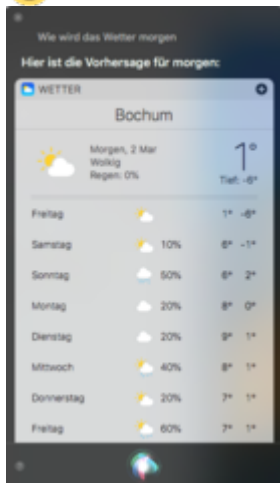 Wie wird das Wetter morgen
Hier ist die Vorhersage für morgen:
WETTER
Bochum
Morgen, 2 Mar
Wolkig
Regen: 0%
1°
Tief: -6°
Freitag 1° -6°
Samstag 10% 6° -1°
Sonntag 50% 6° 2°
Montag 20% 8° 0°
Dienstag 20% 9° 1°
Mittwoch 40% 8° 1°
Donnerstag 20% 7° 1°
Freitag 60% 7° 1°